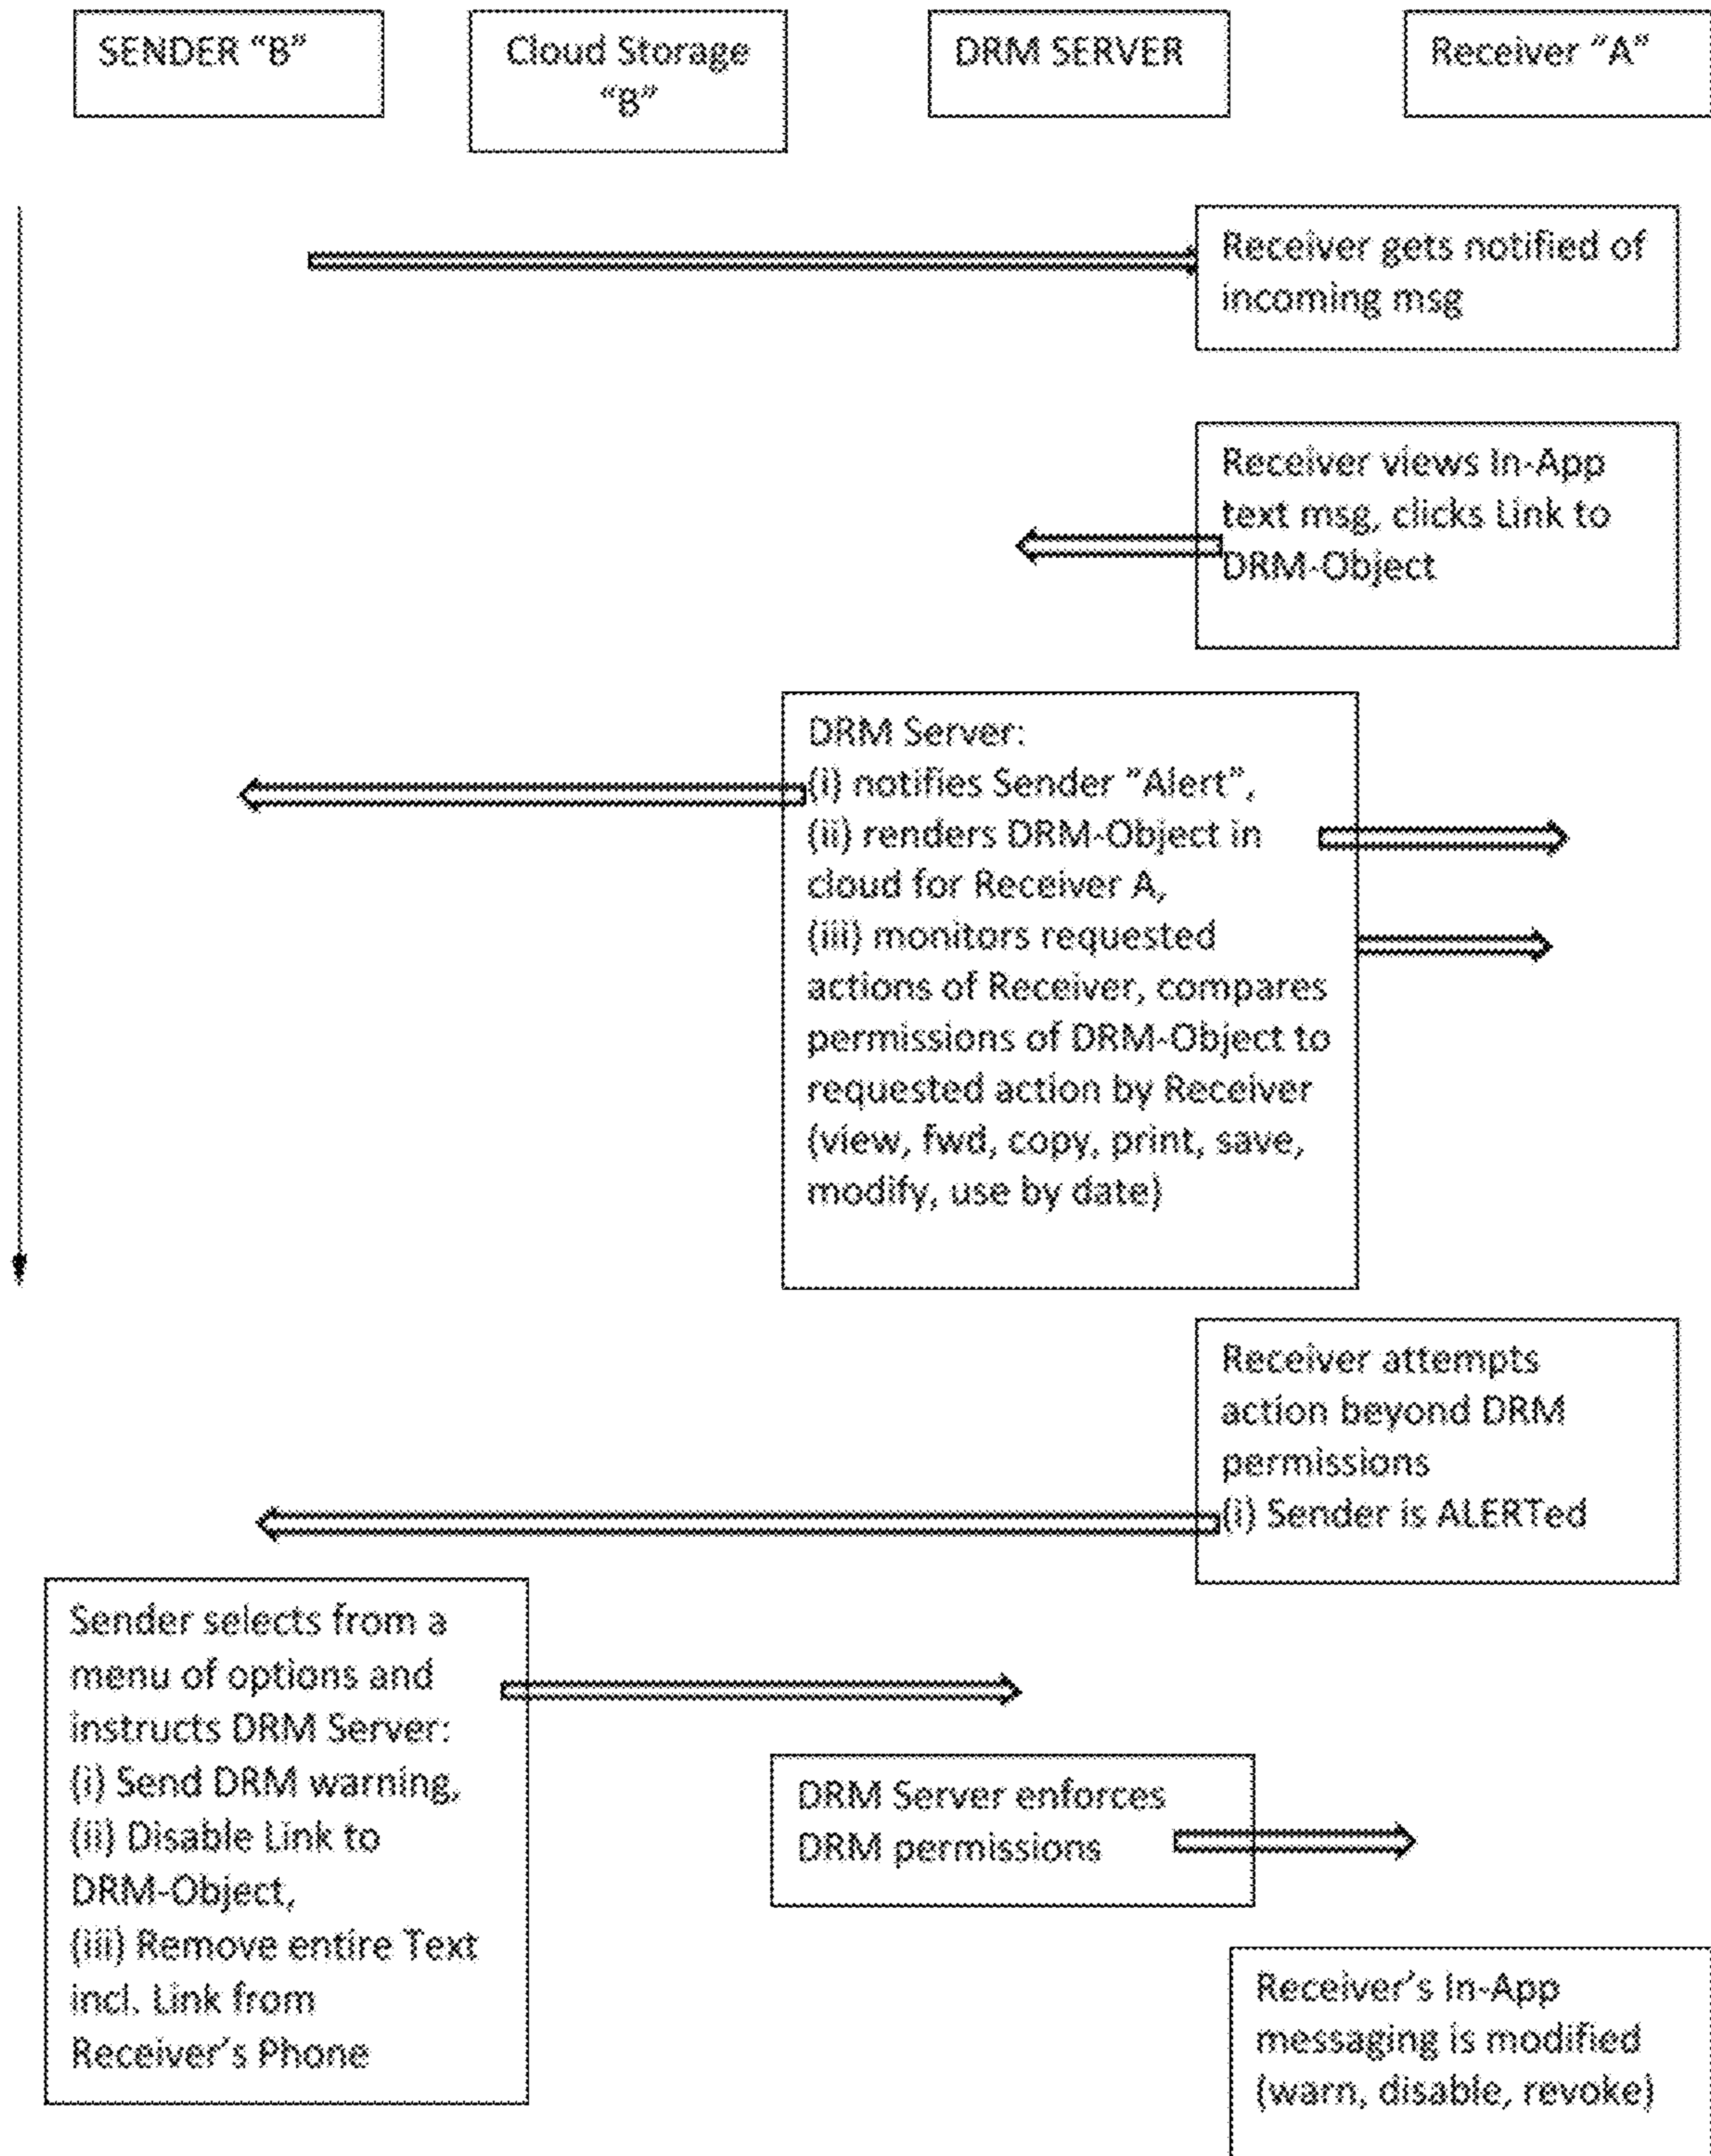 SENDER “B”
Cloud Storage
“B”
DRM SERVER
Receiver “A”
Receiver gets notified of
incoming msg
Receiver views In-App
text msg, clicks Link to
DRM-Object
DRM Server:
(i) notifies Sender “Alert”,
(ii) renders DRM-Object in
cloud for Receiver A,
(iii) monitors requested
actions of Receiver, compares
permissions of DRM-Object to
requested action by Receiver
(view, fwd, copy, print, save,
modify, use by date)
Receiver attempts
action beyond DRM
permissions
(i) Sender is ALERTed
Sender selects from a
menu of options and
instructs DRM Server:
(i) Send DRM warning,
(ii) Disable Link to
DRM-Object,
(iii) Remove entire Text
incl. Link from
Receiver’s Phone
DRM Server enforces
DRM permissions
Receiver’s In-App
messaging is modified
(warn, disable, revoke)